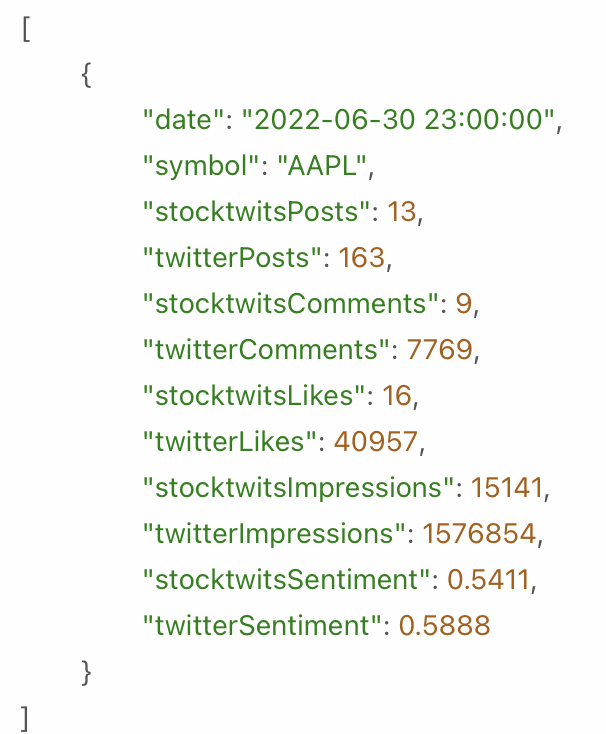 [
{
"date": "2022-06-30 23:00:00",
"symbol": "AAPL",
"stocktwitsPosts": 13,
"twitterPosts": 163,
"stocktwitsComments": 9,
"twitterComments": 7769,
"stocktwitsLikes": 16,
"twitterLikes": 40957,
"stocktwitsImpressions": 15141,
"twitterImpressions": 1576854,
"stocktwitsSentiment": 0.5411,
"twitterSentiment": 0.5888
}
]